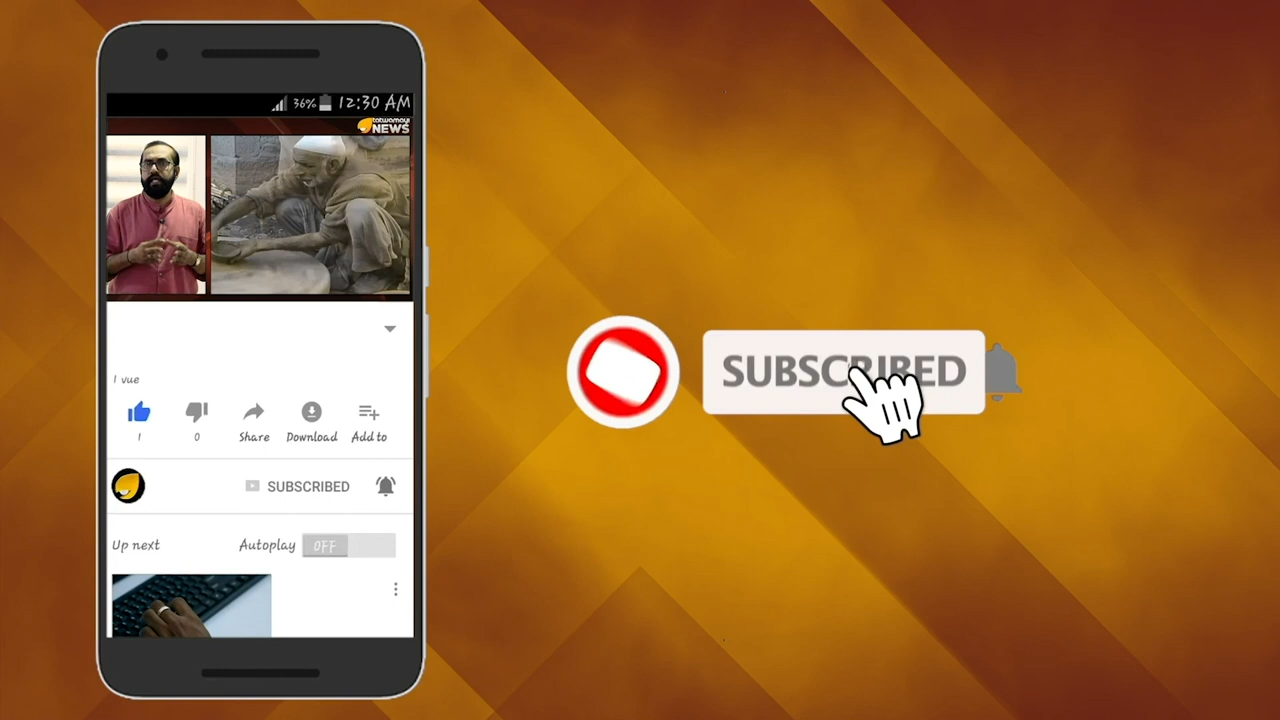 36% 12:30 AM
tatwamayi
NEWS
1 vue
1 0 Share Download Add to
SUBSCRIBED
Up next Autoplay OFF
SUBSCRIBED